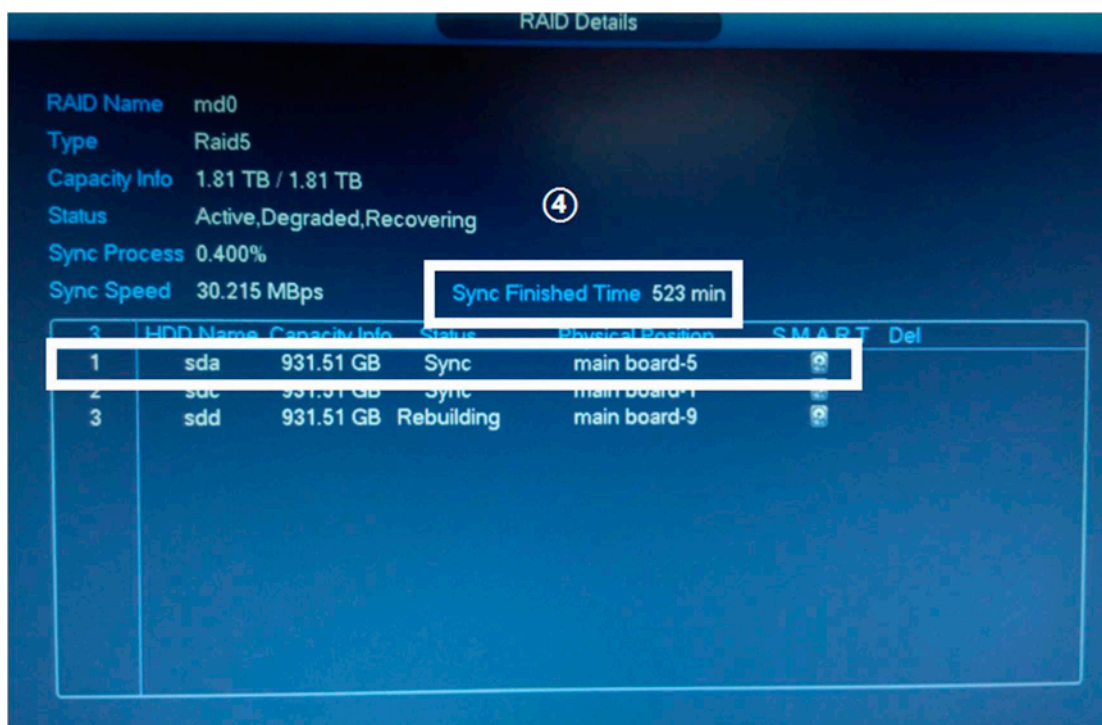 RAID Details
RAID Name md0
Type Raid5
Capacity Info 1.81 TB / 1.81 TB
④
Status Active,Degraded,Recovering
Sync Process 0.400%
Sync Speed 30.215 MBps Sync Finished Time 523 min
3 HDD Name Capacity Info Status Physical Position S.M.A.R.T Del
1 sda 931.51 GB Sync main board-5
2 sdc 931.51 GB Sync main board-1
3 sdd 931.51 GB Rebuilding main board-9